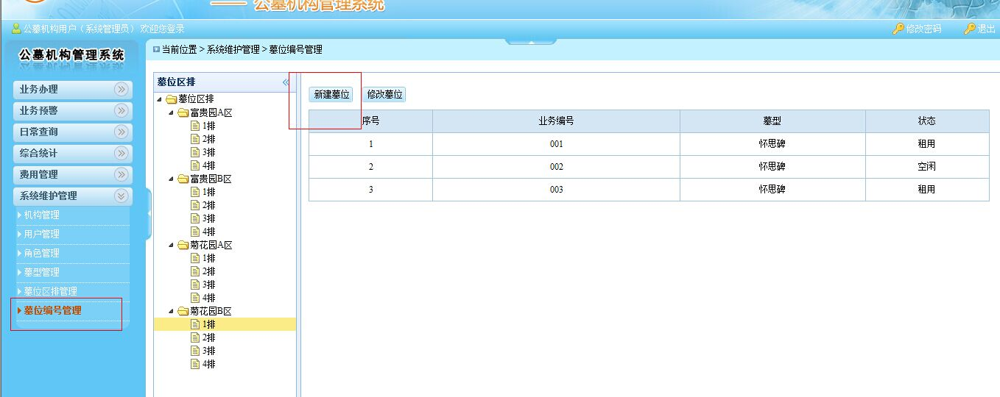 —— 公墓机构管理系统
公墓机构用户（系统管理员） 欢迎您登录
修改密码
退出
公墓机构管理系统
当前位置 > 系统维护管理 > 墓位编号管理
业务办理
业务预警
日常查询
综合统计
费用管理
系统维护管理
机构管理
用户管理
角色管理
墓型管理
墓位区排管理
墓位编号管理
墓位区排
墓位区排
富贵园A区
1排
2排
3排
4排
富贵园B区
1排
2排
3排
4排
菊花园A区
1排
2排
3排
4排
菊花园B区
1排
2排
3排
4排
新建墓位 修改墓位
序号 业务编号 墓型 状态
1 001 怀思碑 租用
2 002 怀思碑 空闲
3 003 怀思碑 租用